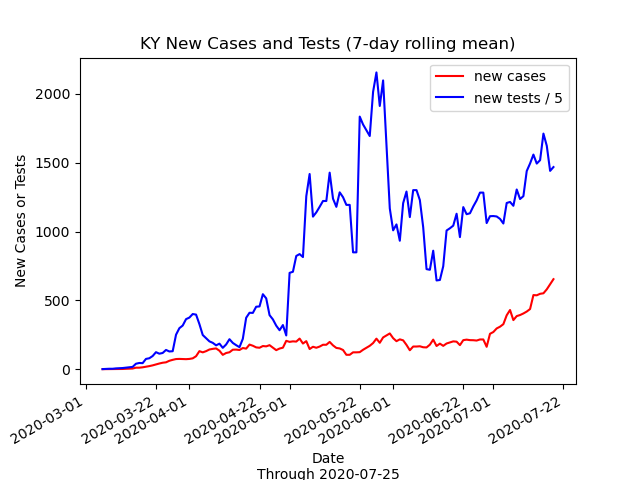 KY New Cases and Tests (7-day rolling mean)
new cases
new tests / 5
New Cases or Tests
2000
1500
1000
500
0
2020-03-01
2020-03-22
2020-04-01
2020-04-22
2020-05-01
2020-05-22
2020-06-01
2020-06-22
2020-07-01
2020-07-22
Date
Through 2020-07-25